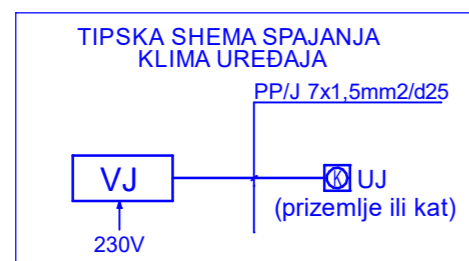 TIPSKA SHEMA SPAJANJA
KLIMA UREĐAJA
PP/J 7x1,5mm2/d25
VJ
K UJ
(prizemlje ili kat)
230V